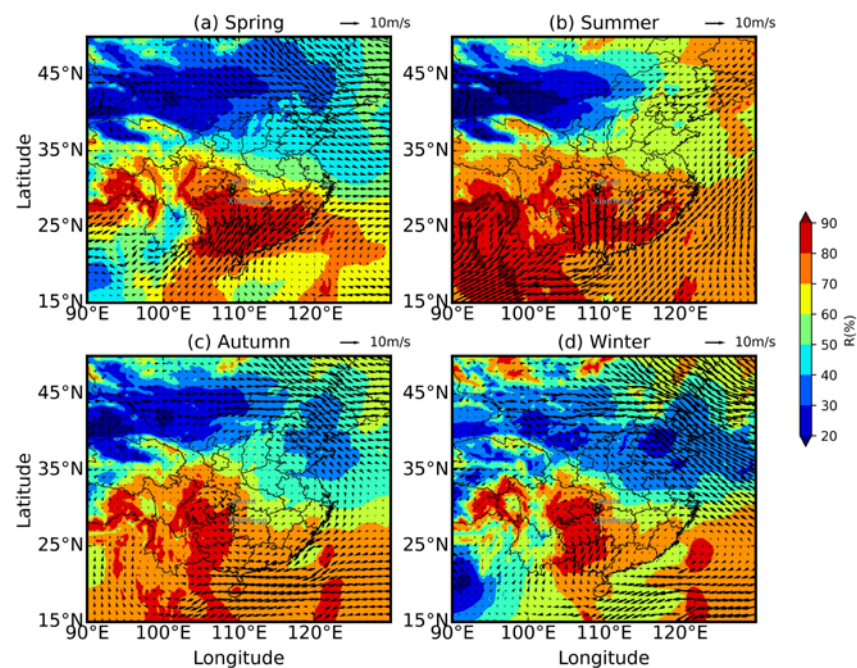 (a) Spring
10m/s
(b) Summer
10m/s
45°N
35°N
25°N
15°N
90°E
100°E
110°E
120°E
Latitude
45°N
35°N
25°N
15°N
90°E
100°E
110°E
120°E
(c) Autumn
10m/s
(d) Winter
10m/s
45°N
35°N
25°N
15°N
90°E
100°E
110°E
120°E
Latitude
Longitude
45°N
35°N
25°N
15°N
90°E
100°E
110°E
120°E
Longitude
90
80
70
60
50
40
30
20
R(%)